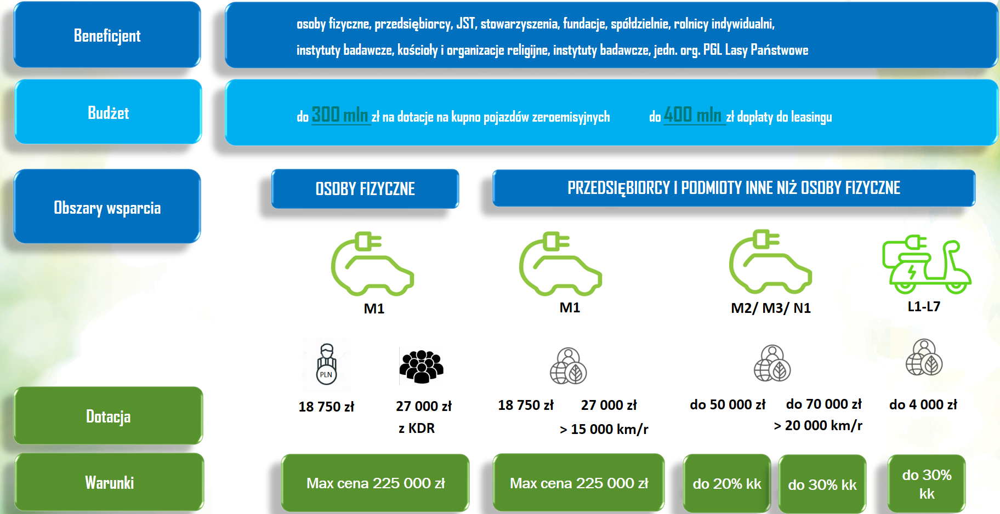 Beneficjent
osoby fizyczne, przedsiębiorcy, JST, stowarzyszenia, fundacje, spółdzielnie, rolnicy indywidualni,
instytuty badawcze, kościoły i organizacje religijne, instytuty badawcze, jedn. org. PGL Lasy Państwowe
Budżet
do 300 mln zł na dotacje na kupno pojazdów zeroemisyjnych
do 400 mln zł dopłaty do leasingu
Obszary wsparcia
OSOBY FIZYCZNE
PRZEDSIęBIORCY I PODMIOTY INNE NIż OSOBY FIZYCZNE
M1
M1
M2/ M3/ N1
L1-L7
PLN
Dotacja
18 750 zł
27 000 zł
z KDR
18 750 zł
27 000 zł
> 15 000 km/r
do 50 000 zł
do 70 000 zł
> 20 000 km/r
do 4 000 zł
Warunki
Max cena 225 000 zł
Max cena 225 000 zł
do 20% kk
do 30% kk
do 30%
kk